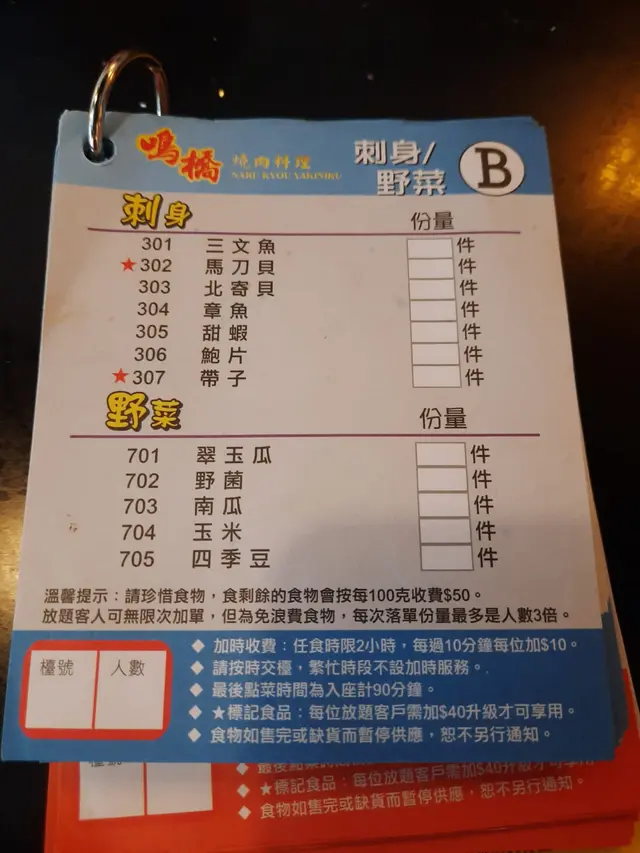 鳴橋 燒肉料理
NARU KYOU YAKINIKU
刺身/
野菜
B
刺身 份量
301 三文魚 件
★302 馬刀貝 件
303 北寄貝 件
304 章魚 件
305 甜蝦 件
306 鮑片 件
★307 帶子 件
野菜 份量
701 翠玉瓜 件
702 野菌 件
703 南瓜 件
704 玉米 件
705 四季豆 件
溫馨提示：請珍惜食物，食剩餘的食物會按每100克收費$50。
放題客人可無限次加單，但為免浪費食物，每次落單份量最多是人數3倍。
檯號 人數
◆ 加時收費：任食時限2小時，每過10分鐘每位加$10。
◆ 請按時交檯，繁忙時段不設加時服務。
◆ 最後點菜時間為入座計90分鐘。
◆ ★標記食品：每位放題客戶需加$40升級才可享用。
◆ 食物如售完或缺貨而暫停供應，恕不另行通知。
◆ ★標記食品：每位放題客戶需加$40升級才可享用
◆ 食物如售完或缺貨而暫停供應，恕不另行通知。